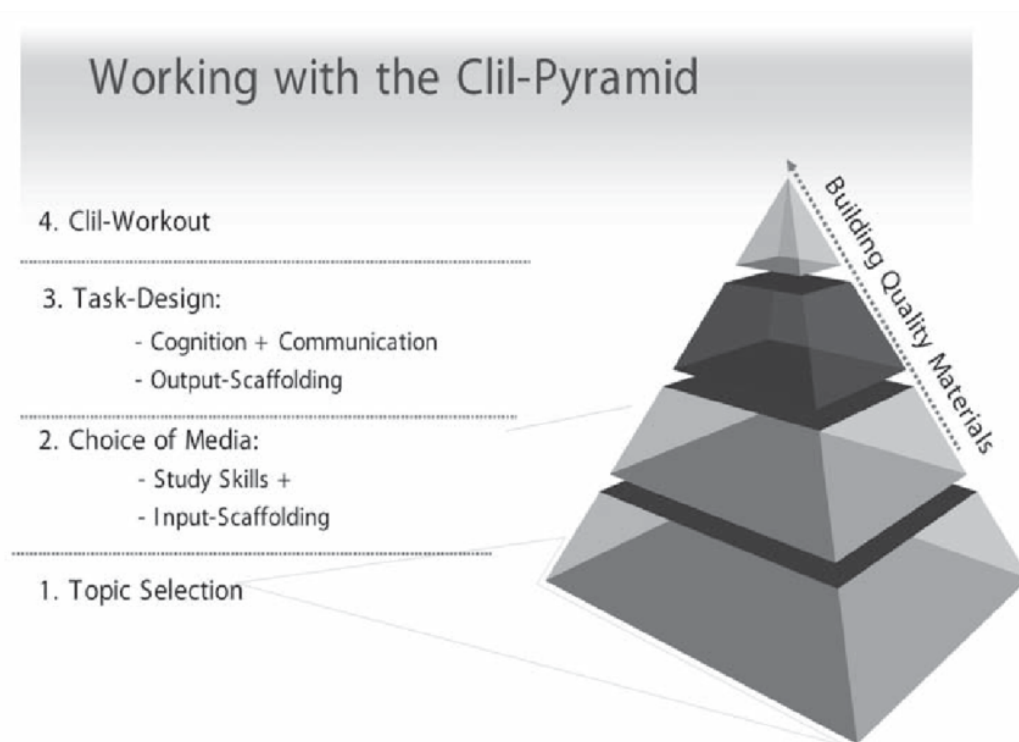 Working with the Clil-Pyramid
4. Clil-Workout
3. Task-Design:
- Cognition + Communication
- Output-Scaffolding
2. Choice of Media:
- Study Skills +
- Input-Scaffolding
1. Topic Selection
Building Quality Materials